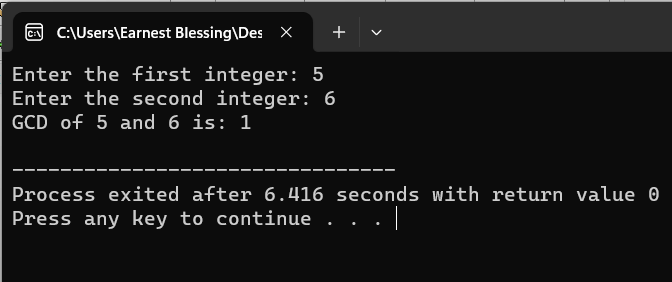 C:\Users\Earnest Blessing\Des
Enter the first integer: 5
Enter the second integer: 6
GCD of 5 and 6 is: 1
--------------------------------
Process exited after 6.416 seconds with return value 0
Press any key to continue . . .